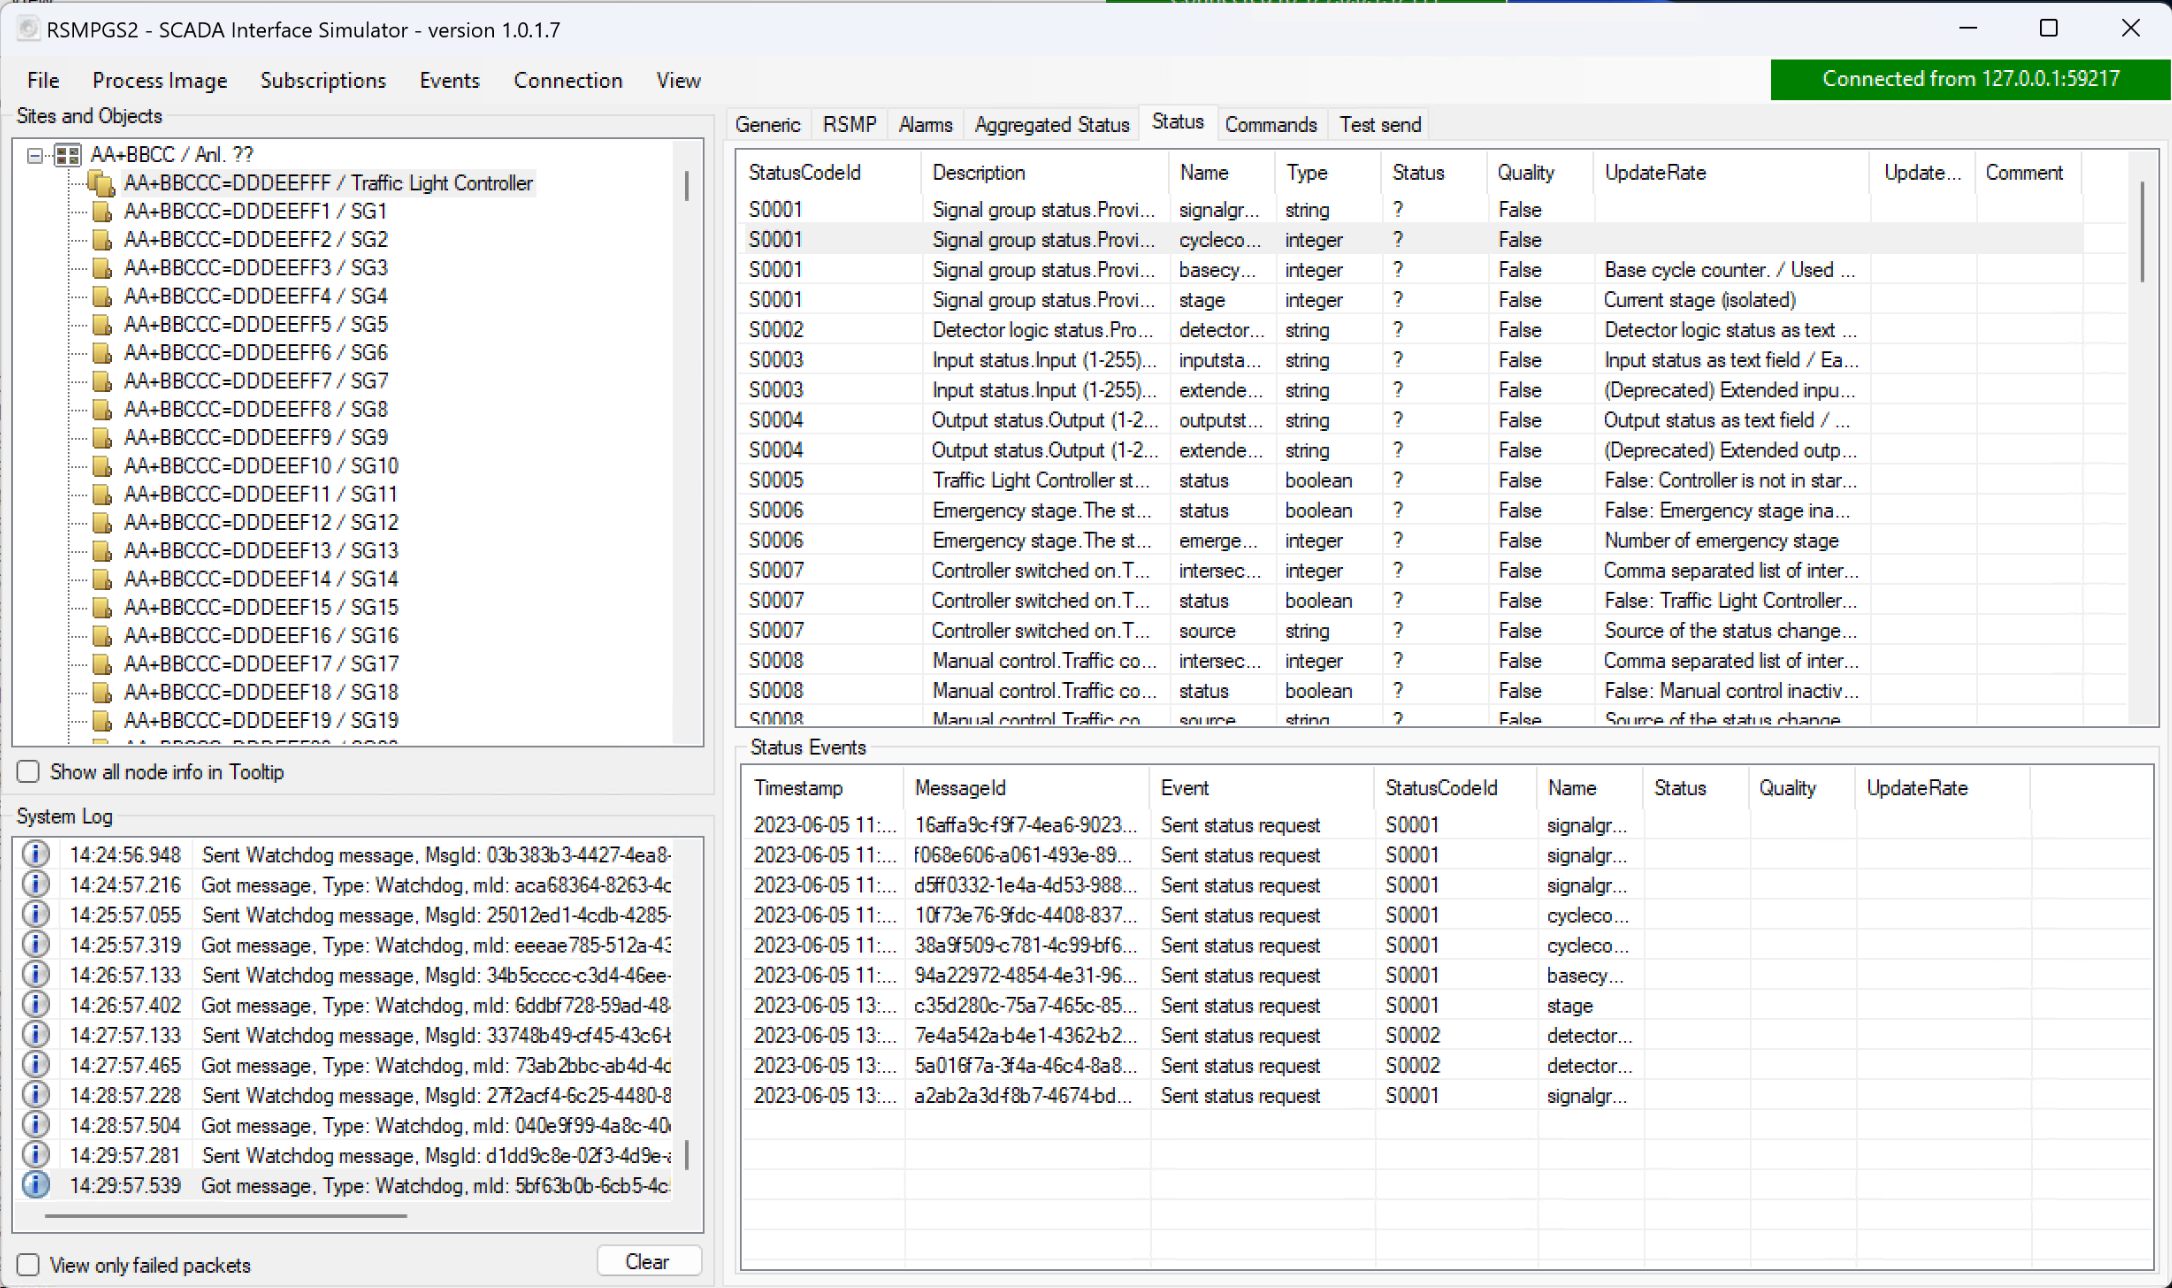 RSMPGS2 - SCADA Interface Simulator - version 1.0.1.7
File Process Image Subscriptions Events Connection View
Connected from 127.0.0.1:59217
Sites and Objects
AA+BBCC / Anl. ??
AA+BBCCC=DDDEEFFF / Traffic Light Controller
AA+BBCCC=DDDEEFF1 / SG1
AA+BBCCC=DDDEEFF2 / SG2
AA+BBCCC=DDDEEFF3 / SG3
AA+BBCCC=DDDEEFF4 / SG4
AA+BBCCC=DDDEEFF5 / SG5
AA+BBCCC=DDDEEFF6 / SG6
AA+BBCCC=DDDEEFF7 / SG7
AA+BBCCC=DDDEEFF8 / SG8
AA+BBCCC=DDDEEFF9 / SG9
AA+BBCCC=DDDEEF10 / SG10
AA+BBCCC=DDDEEF11 / SG11
AA+BBCCC=DDDEEF12 / SG12
AA+BBCCC=DDDEEF13 / SG13
AA+BBCCC=DDDEEF14 / SG14
AA+BBCCC=DDDEEF15 / SG15
AA+BBCCC=DDDEEF16 / SG16
AA+BBCCC=DDDEEF17 / SG17
AA+BBCCC=DDDEEF18 / SG18
AA+BBCCC=DDDEEF19 / SG19
Show all node info in Tooltip
System Log
14:24:56.948 Sent Watchdog message, MsgId: 03b383b3-4427-4ea8-
14:24:57.216 Got message, Type: Watchdog, mId: aca68364-8263-4c
14:25:57.055 Sent Watchdog message, MsgId: 25012ed1-4cdb-4285-
14:25:57.319 Got message, Type: Watchdog, mId: eeeae785-512a-43
14:26:57.133 Sent Watchdog message, MsgId: 34b5cccc-c3d4-46ee-
14:26:57.402 Got message, Type: Watchdog, mId: 6ddbf728-59ad-48
14:27:57.133 Sent Watchdog message, MsgId: 33748b49-cf45-43c6-b
14:27:57.465 Got message, Type: Watchdog, mId: 73ab2bbc-ab4d-4d
14:28:57.228 Sent Watchdog message, MsgId: 27f2acf4-6c25-4480-8
14:28:57.504 Got message, Type: Watchdog, mId: 040e9f99-4a8c-40
14:29:57.281 Sent Watchdog message, MsgId: d1dd9c8e-02f3-4d9e-a
14:29:57.539 Got message, Type: Watchdog, mId: 5bf63b0b-6cb5-4c
View only failed packets Clear
Generic RSMP Alarms Aggregated Status Status Commands Test send
StatusCodeId Description Name Type Status Quality UpdateRate Update... Comment
S0001 Signal group status.Provi... signalgr... string ? False
S0001 Signal group status.Provi... cycleco... integer ? False
S0001 Signal group status.Provi... basecy... integer ? False Base cycle counter. / Used ...
S0001 Signal group status.Provi... stage integer ? False Current stage (isolated)
S0002 Detector logic status.Pro... detector... string ? False Detector logic status as text ...
S0003 Input status.Input (1-255)... inputsta... string ? False Input status as text field / Ea...
S0003 Input status.Input (1-255)... extende... string ? False (Deprecated) Extended inpu...
S0004 Output status.Output (1-2... outputst... string ? False Output status as text field / ...
S0004 Output status.Output (1-2... extende... string ? False (Deprecated) Extended outp...
S0005 Traffic Light Controller st... status boolean ? False False: Controller is not in star...
S0006 Emergency stage.The st... status boolean ? False False: Emergency stage ina...
S0006 Emergency stage.The st... emerge... integer ? False Number of emergency stage
S0007 Controller switched on.T... intersec... integer ? False Comma separated list of inter...
S0007 Controller switched on.T... status boolean ? False False: Traffic Light Controller...
S0007 Controller switched on.T... source string ? False Source of the status change...
S0008 Manual control.Traffic co... intersec... integer ? False Comma separated list of inter...
S0008 Manual control.Traffic co... status boolean ? False False: Manual control inactiv...
S0008 Manual control.Traffic co source string ? False Source of the status change
Status Events
Timestamp MessageId Event StatusCodeId Name Status Quality UpdateRate
2023-06-05 11:... 16affa9c-f9f7-4ea6-9023... Sent status request S0001 signalgr...
2023-06-05 11:... f068e606-a061-493e-89... Sent status request S0001 signalgr...
2023-06-05 11:... d5ff0332-1e4a-4d53-988... Sent status request S0001 signalgr...
2023-06-05 11:... 10f73e76-9fdc-4408-837... Sent status request S0001 cycleco...
2023-06-05 11:... 38a9f509-c781-4c99-bf6... Sent status request S0001 cycleco...
2023-06-05 11:... 94a22972-4854-4e31-96... Sent status request S0001 basecy...
2023-06-05 13:... c35d280c-75a7-465c-85... Sent status request S0001 stage
2023-06-05 13:... 7e4a542a-b4e1-4362-b2... Sent status request S0002 detector...
2023-06-05 13:... 5a016f7a-3f4a-46c4-8a8... Sent status request S0002 detector...
2023-06-05 13:... a2ab2a3d-f8b7-4674-bd... Sent status request S0001 signalgr...